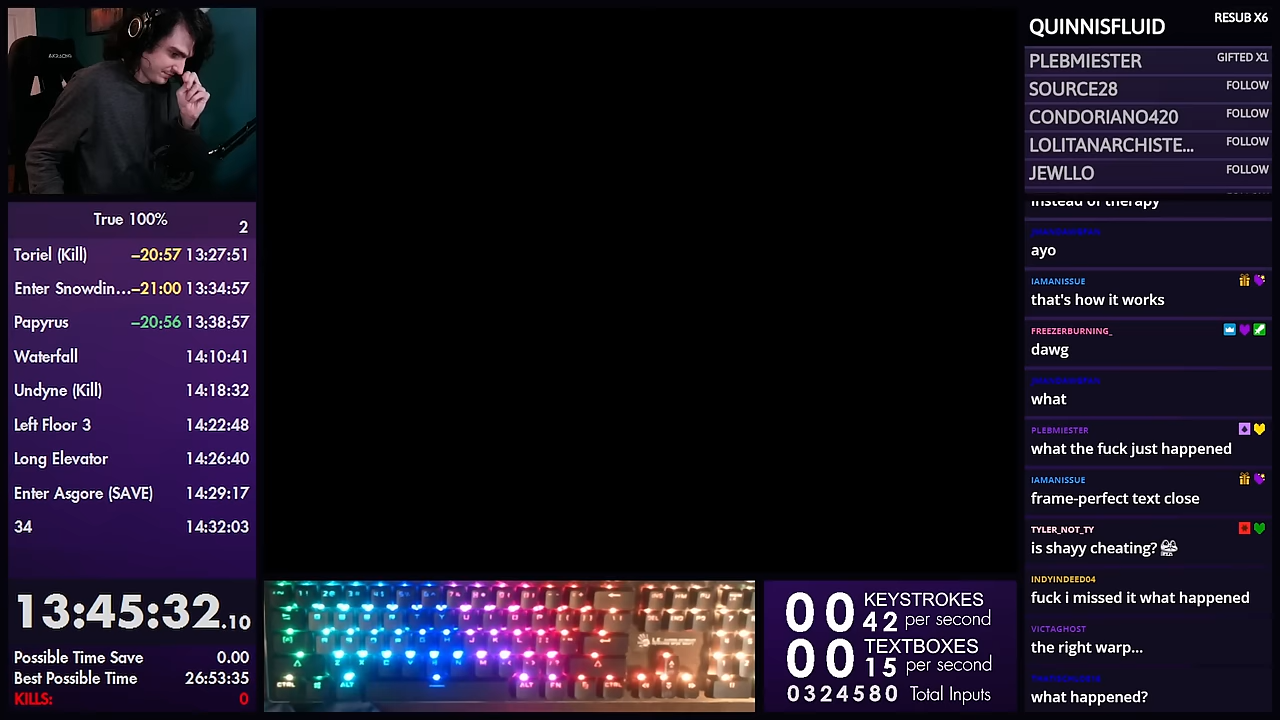 AKRACING
True 100%
2
Toriel (Kill) −20:57 13:27:51
Enter Snowdin... −21:00 13:34:57
Papyrus −20:56 13:38:57
Waterfall 14:10:41
Undyne (Kill) 14:18:32
Left Floor 3 14:22:48
Long Elevator 14:26:40
Enter Asgore (SAVE) 14:29:17
34 14:32:03
13:45:32.10
Possible Time Save 0.00
Best Possible Time 26:53:35
KILLS: 0
CTRL ALT ALT FN CTRL
00 KEYSTROKES
42 per second
00 TEXTBOXES
15 per second
0324580 Total Inputs
QUINNISFLUID RESUB X6
PLEBMIESTER GIFTED X1
SOURCE28 FOLLOW
CONDORIANO420 FOLLOW
LOLITANARCHISTE... FOLLOW
JEWLLO FOLLOW
instead of therapy
ayo
IAMANISSUE
that's how it works
FREEZERBURNING_
dawg
what
PLEBMIESTER
what the fuck just happened
IAMANISSUE
frame-perfect text close
TYLER_NOT_TY
is shayy cheating?
INDYINDEED04
fuck i missed it what happened
VICTAGHOST
the right warp...
what happened?